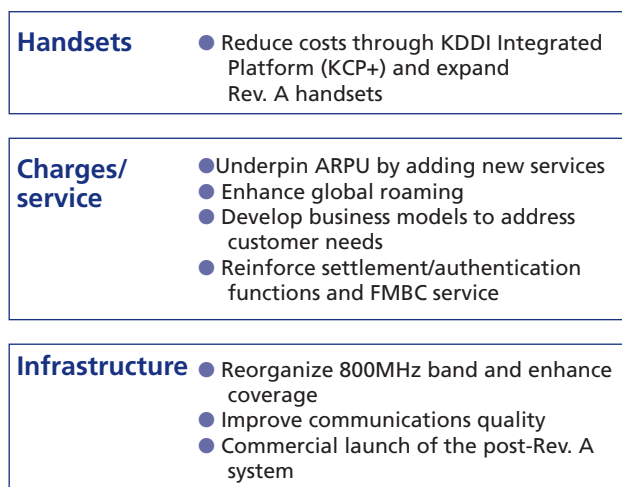 Handsets
● Reduce costs through KDDI Integrated
Platform (KCP+) and expand
Rev. A handsets
Charges/
service
●Underpin ARPU by adding new services
● Enhance global roaming
● Develop business models to address
customer needs
● Reinforce settlement/authentication
functions and FMBC service
Infrastructure
● Reorganize 800MHz band and enhance
coverage
● Improve communications quality
● Commercial launch of the post-Rev. A
system